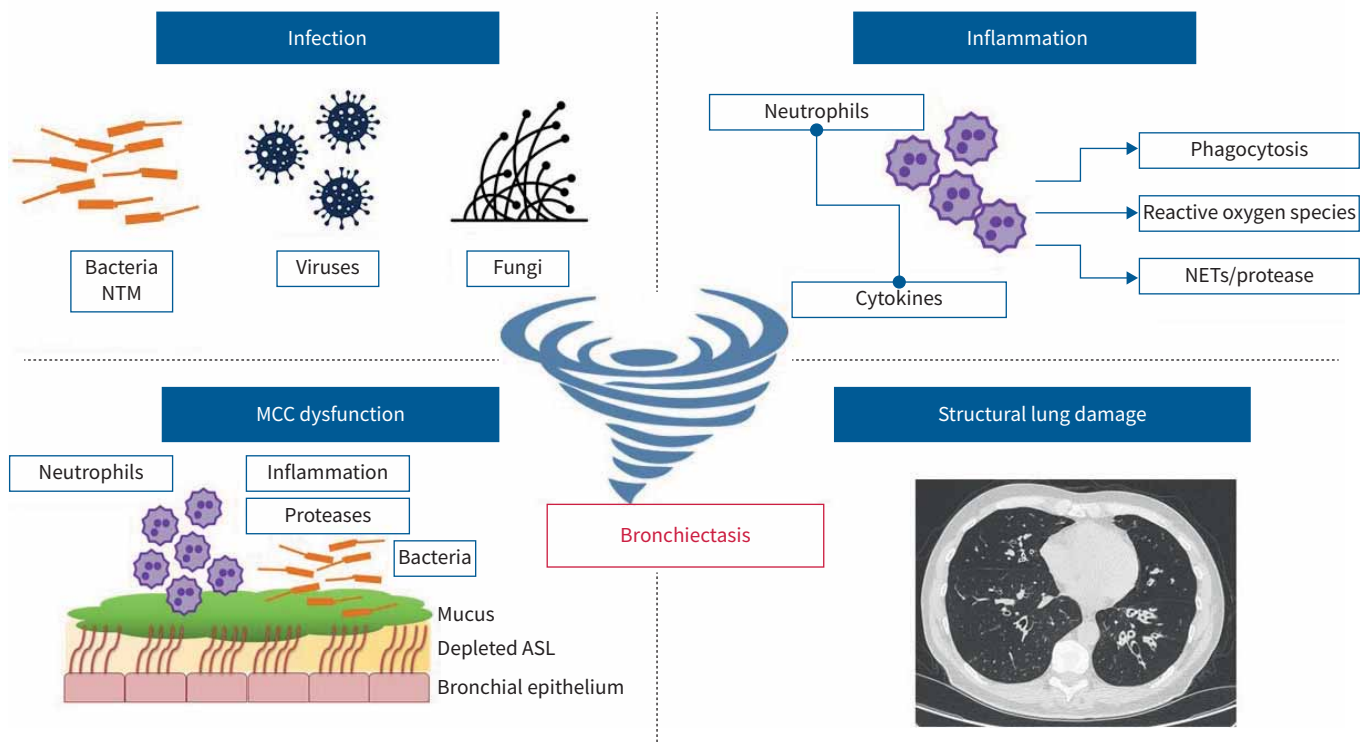 Infection
Bacteria
NTM
Viruses
Fungi
Inflammation
Neutrophils
Cytokines
Phagocytosis
Reactive oxygen species
NETs/protease
MCC dysfunction
Neutrophils
Inflammation
Proteases
Bacteria
Mucus
Depleted ASL
Bronchial epithelium
Bronchiectasis
Structural lung damage